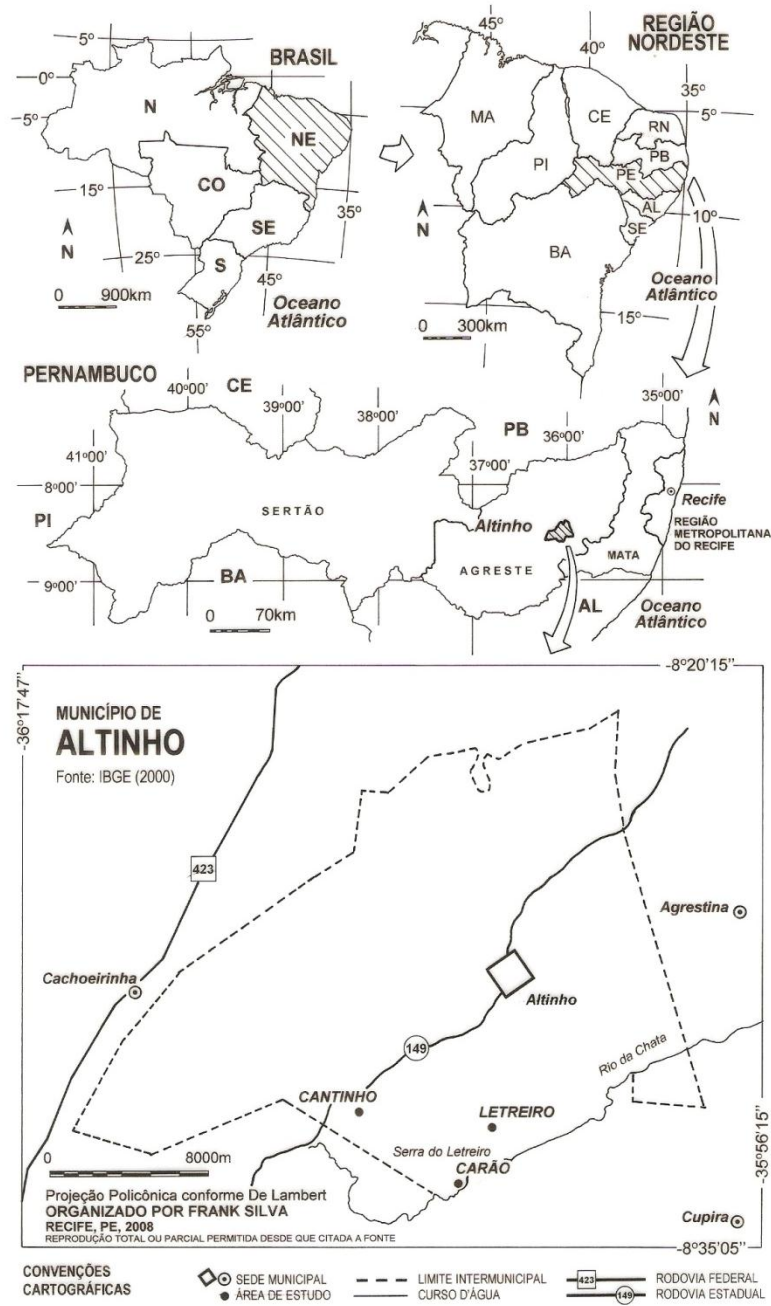 BRASIL
5º
0º
5º
15º
25º
N
NE
CO
SE
S
35º
45º
55º
N
0 900km
Oceano
Atlântico
REGIÃO
NORDESTE
45º
40º
35º
5º
10º
15º
MA
PI
CE
RN
PB
PE
AL
SE
BA
N
0 300km
Oceano
Atlântico
PERNAMBUCO
CE
40º00'
39º00'
38º00'
35º00'
N
41º00'
PB
36º00'
37º00'
8º00'
PI
SERTÃO
Altinho
Recife
REGIÃO
METROPOLITANA
DO RECIFE
AGRESTE
MATA
9º00'
BA
0 70km
AL
Oceano
Atlântico
-36º17'47''
-8º20'15''
MUNICÍPIO DE
ALTINHO
Fonte: IBGE (2000)
423
Agrestina
Cachoeirinha
Altinho
149
Rio da Chata
CANTINHO
LETREIRO
Serra do Letreiro
CARÃO
-35º56'15''
0 8000m
Projeção Policônica conforme De Lambert
ORGANIZADO POR FRANK SILVA
RECIFE, PE, 2008
REPRODUÇÃO TOTAL OU PARCIAL PERMITIDA DESDE QUE CITADA A FONTE
Cupira
-8º35'05''
CONVENÇÕES
CARTOGRÁFICAS
SEDE MUNICIPAL
ÁREA DE ESTUDO
LIMITE INTERMUNICIPAL
CURSO D'ÁGUA
423 RODOVIA FEDERAL
149 RODOVIA ESTADUAL